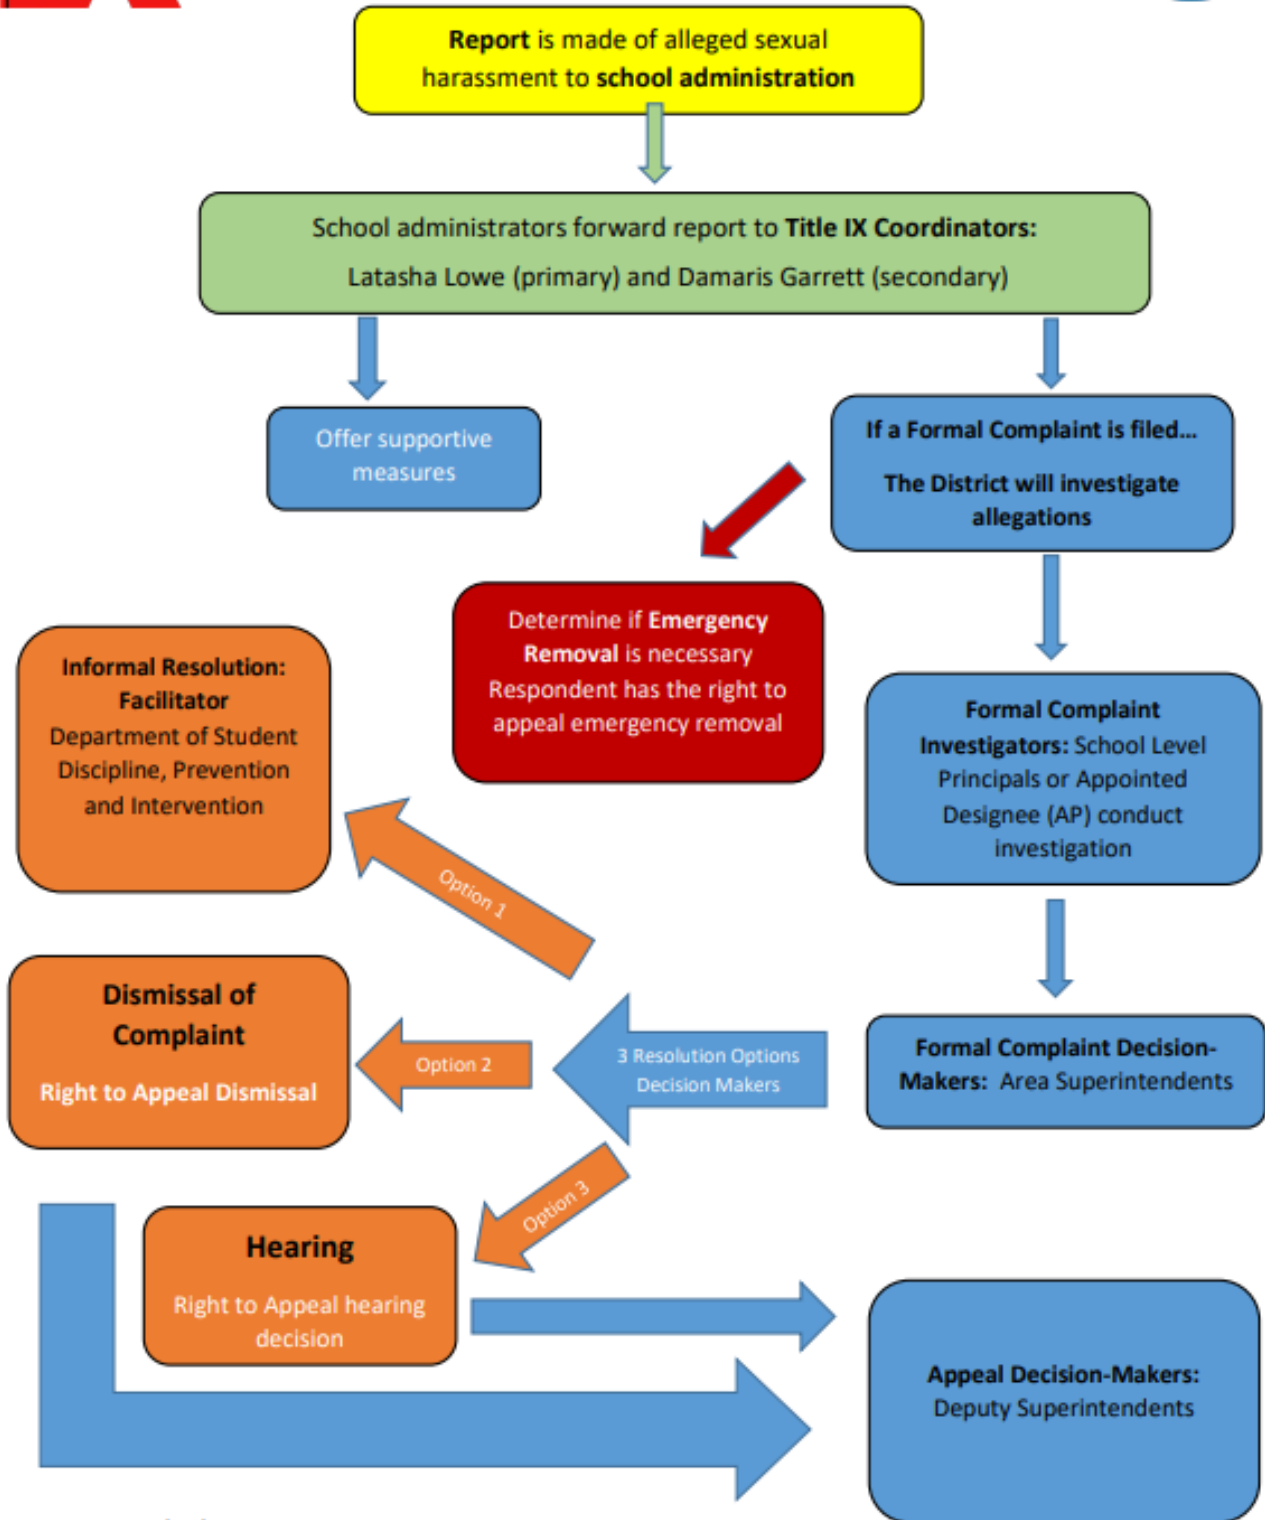 Report is made of alleged sexual
harassment to school administration
School administrators forward report to Title IX Coordinators:
Latasha Lowe (primary) and Damaris Garrett (secondary)
Offer supportive
measures
If a Formal Complaint is filed…
The District will investigate
allegations
Determine if Emergency
Removal is necessary
Respondent has the right to
appeal emergency removal
Informal Resolution:
Facilitator
Department of Student
Discipline, Prevention
and Intervention
Formal Complaint
Investigators: School Level
Principals or Appointed
Designee (AP) conduct
investigation
Option 1
Dismissal of
Complaint
Right to Appeal Dismissal
Option 2
3 Resolution Options
Decision Makers
Formal Complaint Decision-
Makers: Area Superintendents
Option 3
Hearing
Right to Appeal hearing
decision
Appeal Decision-Makers:
Deputy Superintendents